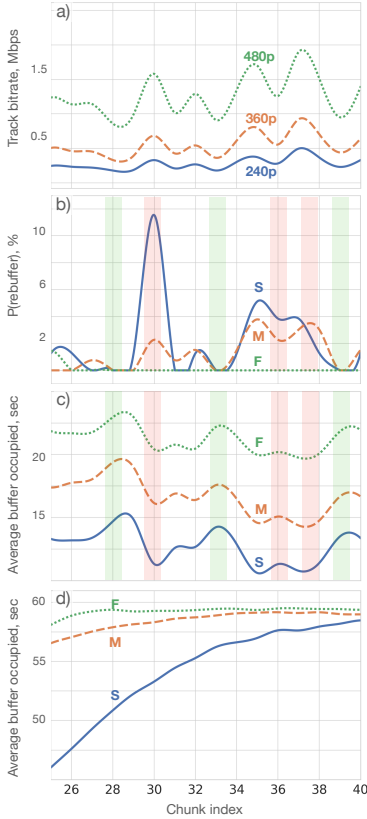 a)
Track bitrate, Mbps
1.5
0.5
480p
360p
240p
b)
P(rebuffer), %
10
6
2
S
M
F
c)
Average buffer occupied, sec
20
15
F
M
S
d)
Average buffer occupied, sec
60
55
50
F
M
S
26 28 30 32 34 36 38 40
Chunk index